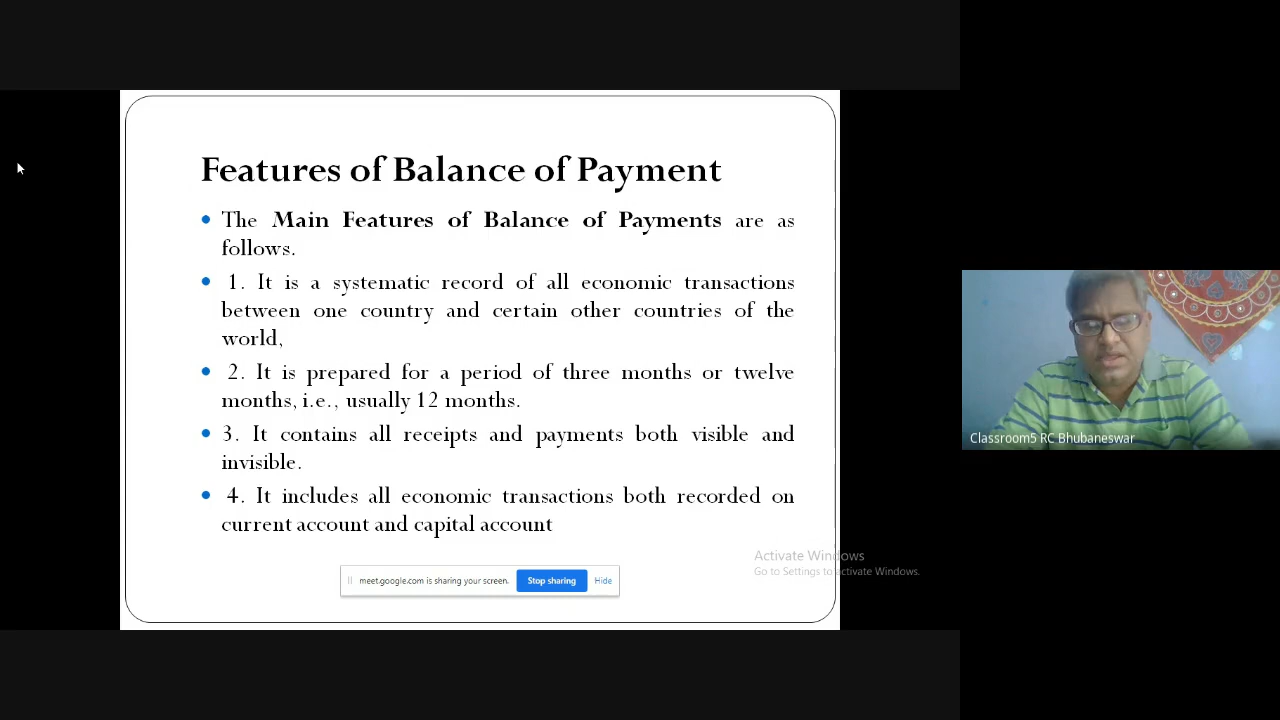 Features of Balance of Payment
The Main Features of Balance of Payments are as
follows.
1. It is a systematic record of all economic transactions
between one country and certain other countries of the
world,
2. It is prepared for a period of three months or twelve
months, i.e., usually 12 months.
3. It contains all receipts and payments both visible and
invisible.
4. It includes all economic transactions both recorded on
current account and capital account
meet.google.com is sharing your screen. Stop sharing Hide
Activate Windows
Go to Settings to activate Windows.
Classroom5 RC Bhubaneswar